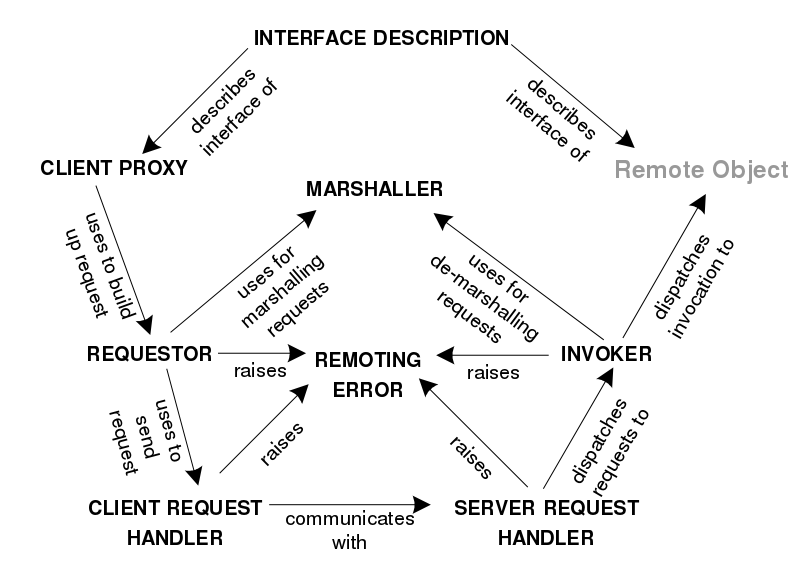 INTERFACE DESCRIPTION
describes
interface of
describes
interface of
CLIENT PROXY
Remote Object
MARSHALLER
uses to build
up request
uses for
marshalling
requests
uses for
de-marshalling
requests
dispatches
invocation to
REQUESTOR
raises
REMOTING
ERROR
raises
INVOKER
uses to
send
request
raises
raises
dispatches
requests to
CLIENT REQUEST
HANDLER
communicates
with
SERVER REQUEST
HANDLER